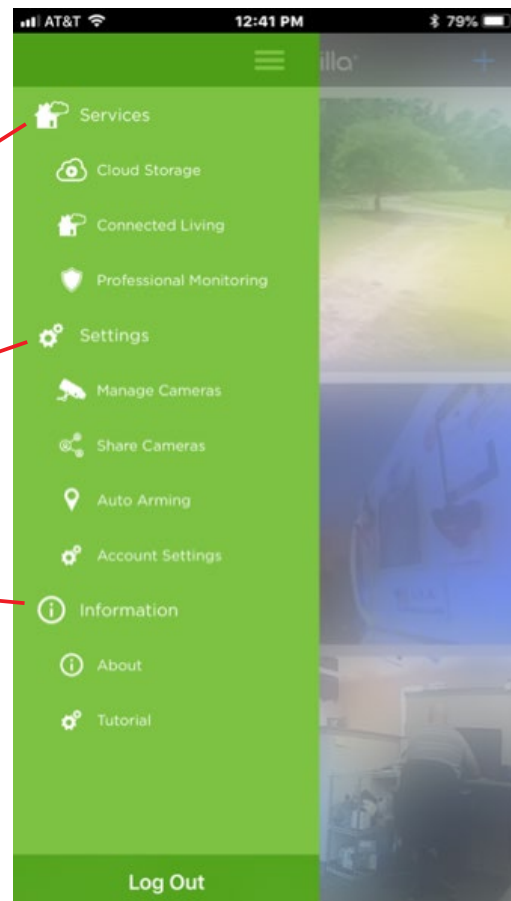 AT&T 12:41 PM 79%
illa
Services
Cloud Storage
Connected Living
Professional Monitoring
Settings
Manage Cameras
Share Cameras
Auto Arming
Account Settings
Information
About
Tutorial
Log Out